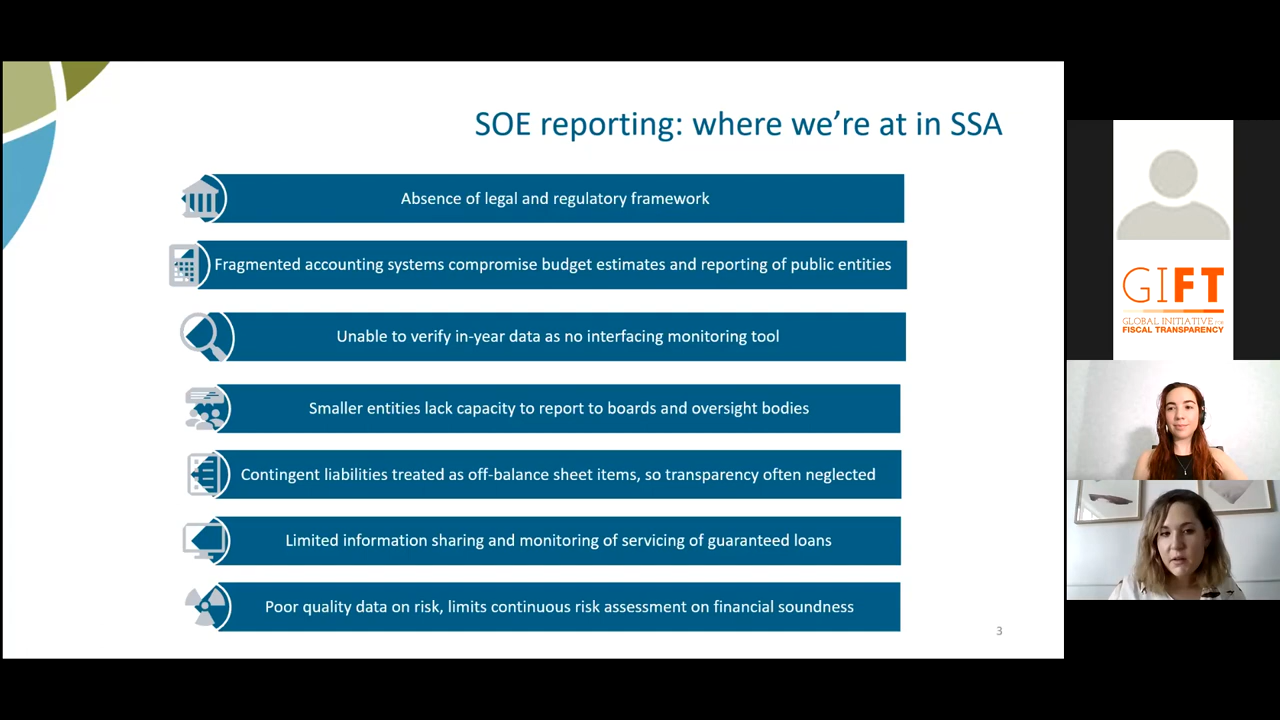 SOE reporting: where we're at in SSA
Absence of legal and regulatory framework
Fragmented accounting systems compromise budget estimates and reporting of public entities
Unable to verify in-year data as no interfacing monitoring tool
Smaller entities lack capacity to report to boards and oversight bodies
Contingent liabilities treated as off-balance sheet items, so transparency often neglected
Limited information sharing and monitoring of servicing of guaranteed loans
Poor quality data on risk, limits continuous risk assessment on financial soundness
3
GIFT
GLOBAL INITIATIVE FOR
FISCAL TRANSPARENCY